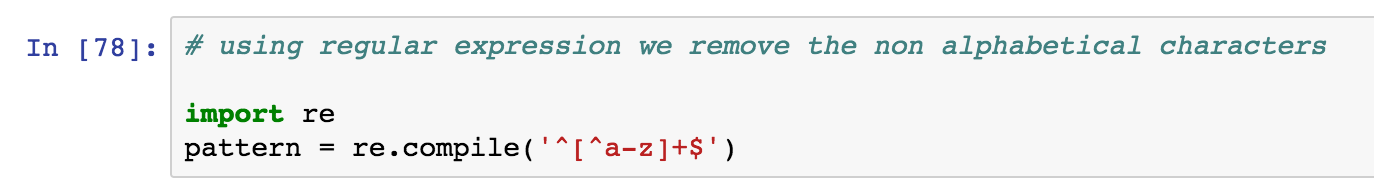 In [78]: # using regular expression we remove the non alphabetical characters
import re
pattern = re.compile('^[^a-z]+$')